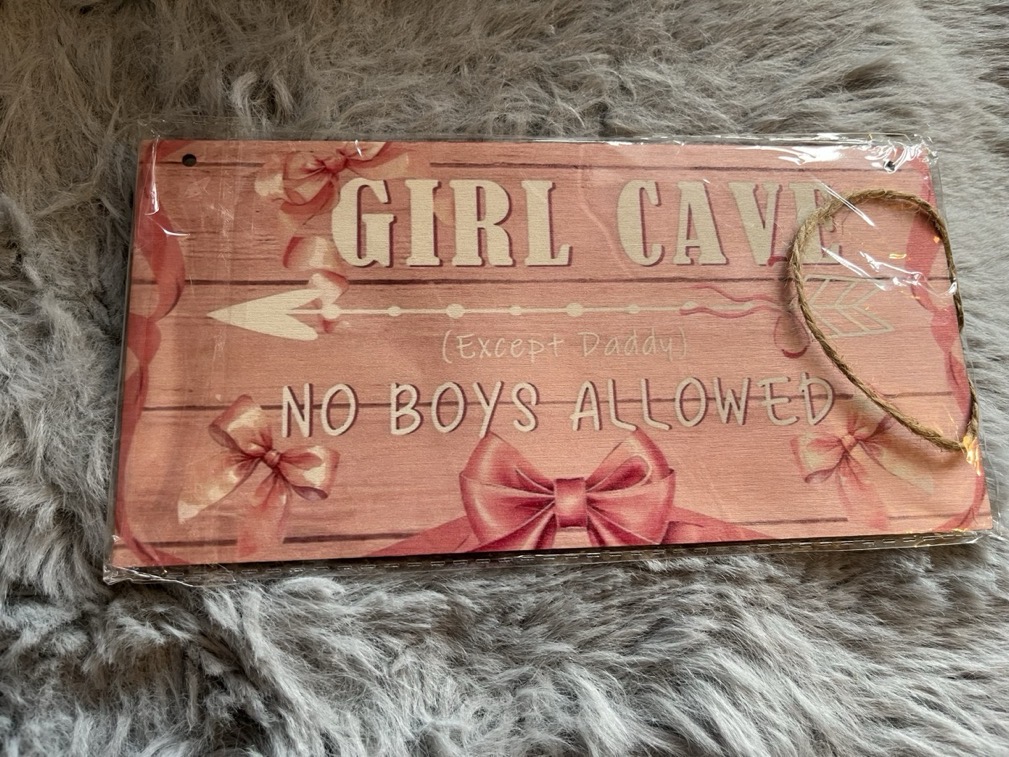 GIRL CAVE
(Except Daddy)
NO BOYS ALLOWED